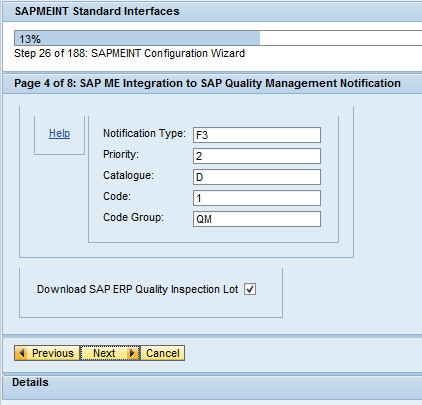 SAPMEINT Standard Interfaces
13%
Step 26 of 188: SAPMEINT Configuration Wizard
Page 4 of 8: SAP ME Integration to SAP Quality Management Notification
Help
Notification Type: F3
Priority: 2
Catalogue: D
Code: 1
Code Group: QM
Download SAP ERP Quality Inspection Lot
Previous Next Cancel
Details